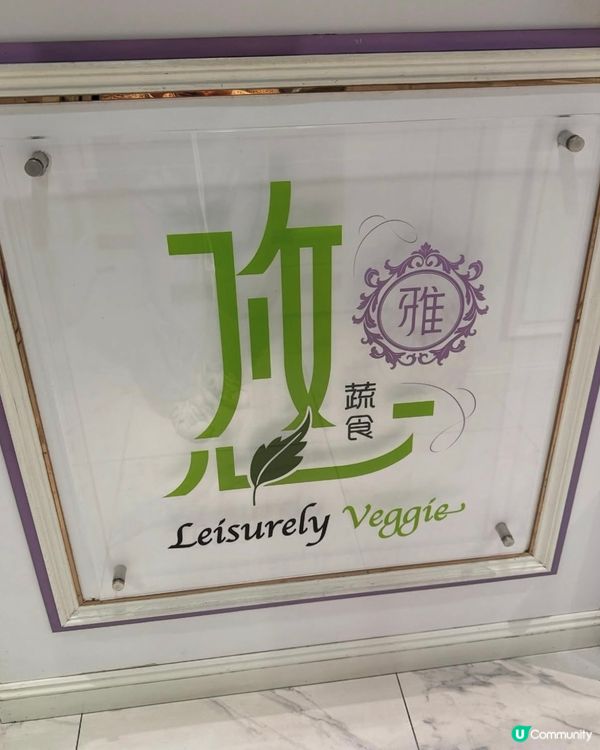 悠
雅
蔬食
Leisurely Veggie
U Community